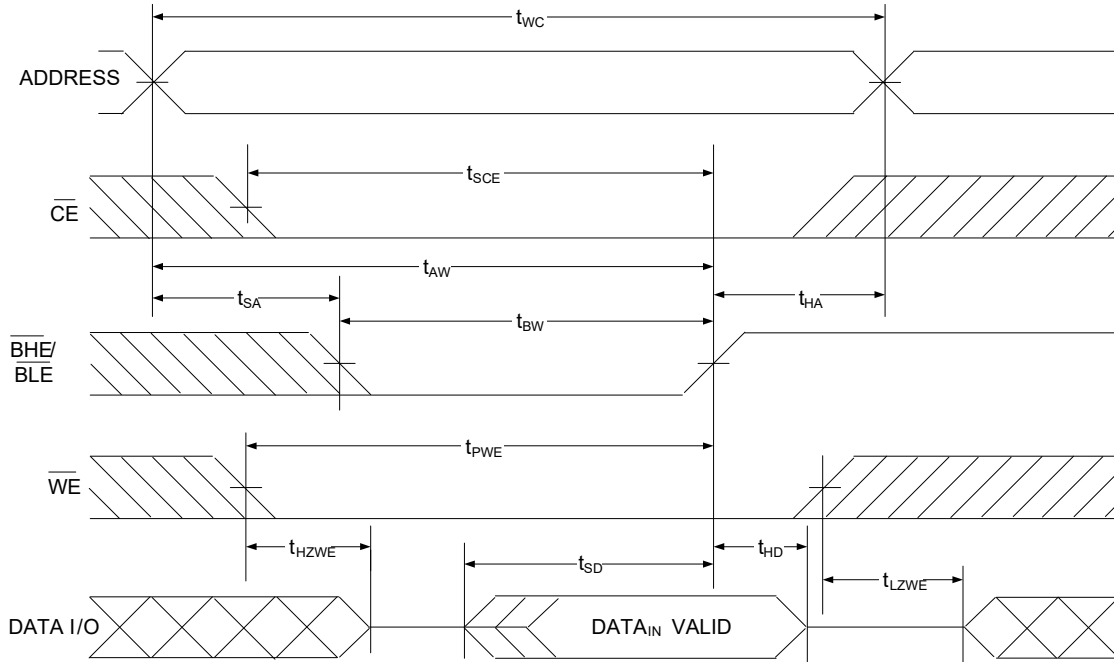 tWC
ADDRESS
tSCE
CE
tAW
tSA
tHA
tBW
BHE/
BLE
tPWE
WE
tHZWE
tSD
tHD
tLZWE
DATA I/O
DATAIN VALID